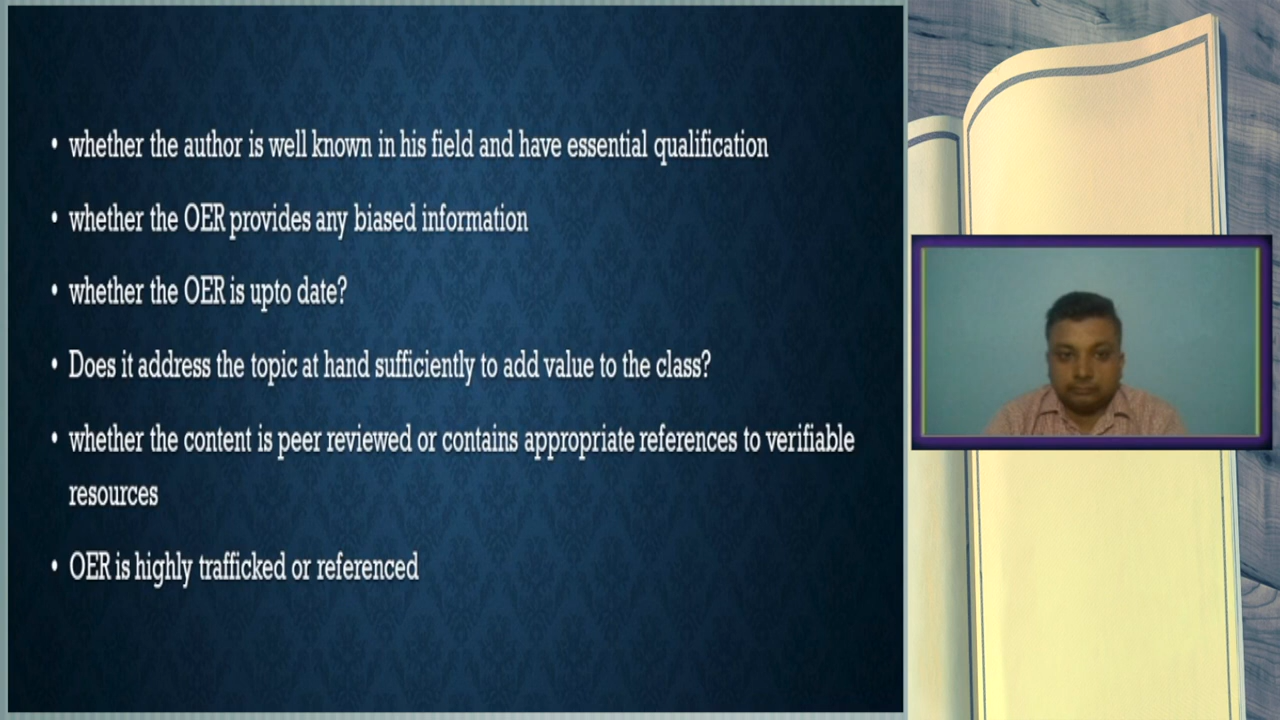 • whether the author is well known in his field and have essential qualification
• whether the OER provides any biased information
• whether the OER is upto date?
• Does it address the topic at hand sufficiently to add value to the class?
• whether the content is peer reviewed or contains appropriate references to verifiable
resources
• OER is highly trafficked or referenced